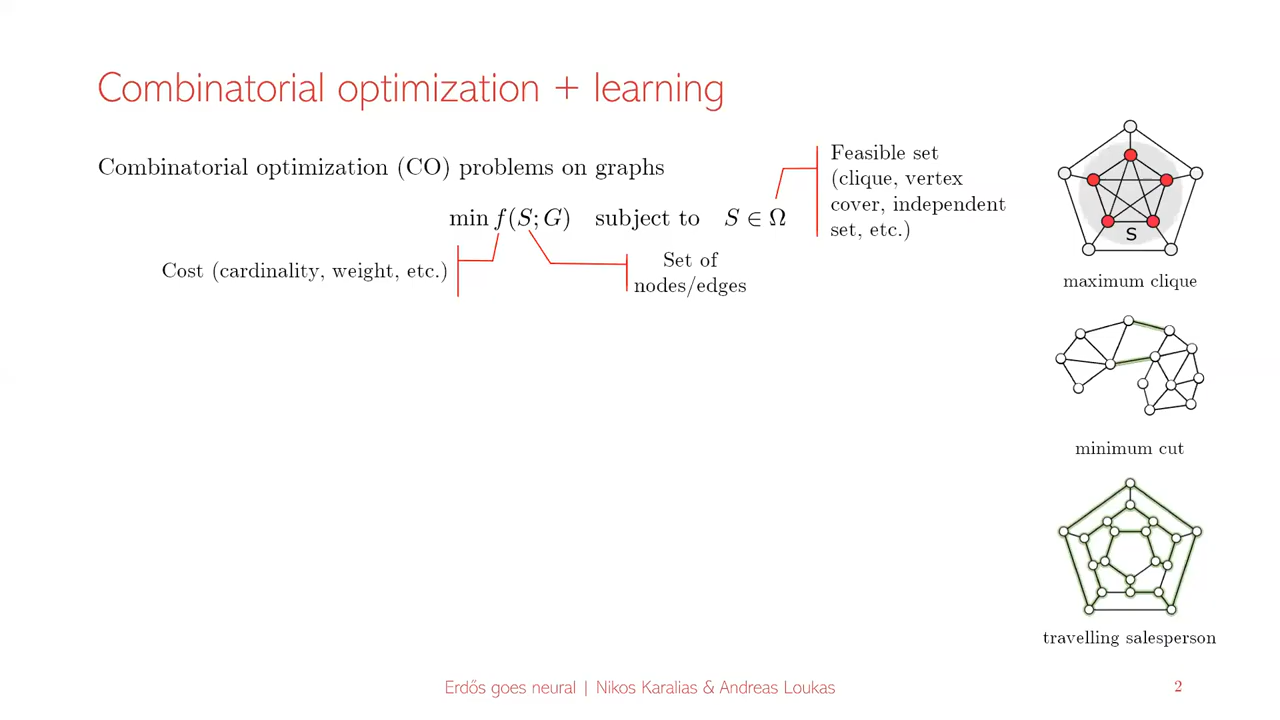 Combinatorial optimization + learning
Combinatorial optimization (CO) problems on graphs
min f(S; G) subject to S ∈ Ω
Feasible set
(clique, vertex
cover, independent
set, etc.)
Cost (cardinality, weight, etc.)
Set of
nodes/edges
S
maximum clique
minimum cut
travelling salesperson
Erdős goes neural | Nikos Karalias & Andreas Loukas
2